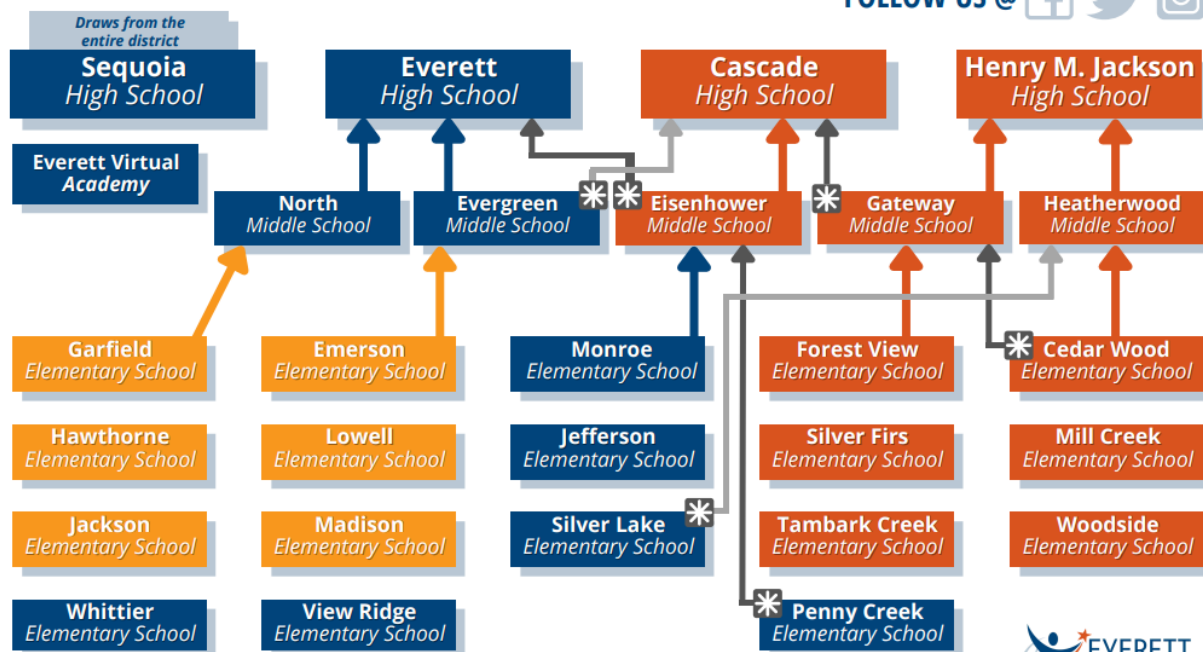 FOLLOW US @
Draws from the
entire district
Sequoia
High School
Everett
High School
Cascade
High School
Henry M. Jackson
High School
Everett Virtual
Academy
North
Middle School
Evergreen
Middle School
Eisenhower
Middle School
Gateway
Middle School
Heatherwood
Middle School
Garfield
Elementary School
Emerson
Elementary School
Monroe
Elementary School
Forest View
Elementary School
Cedar Wood
Elementary School
Hawthorne
Elementary School
Lowell
Elementary School
Jefferson
Elementary School
Silver Firs
Elementary School
Mill Creek
Elementary School
Jackson
Elementary School
Madison
Elementary School
Silver Lake
Elementary School
Tambark Creek
Elementary School
Woodside
Elementary School
Whittier
Elementary School
View Ridge
Elementary School
Penny Creek
Elementary School
EVERETT